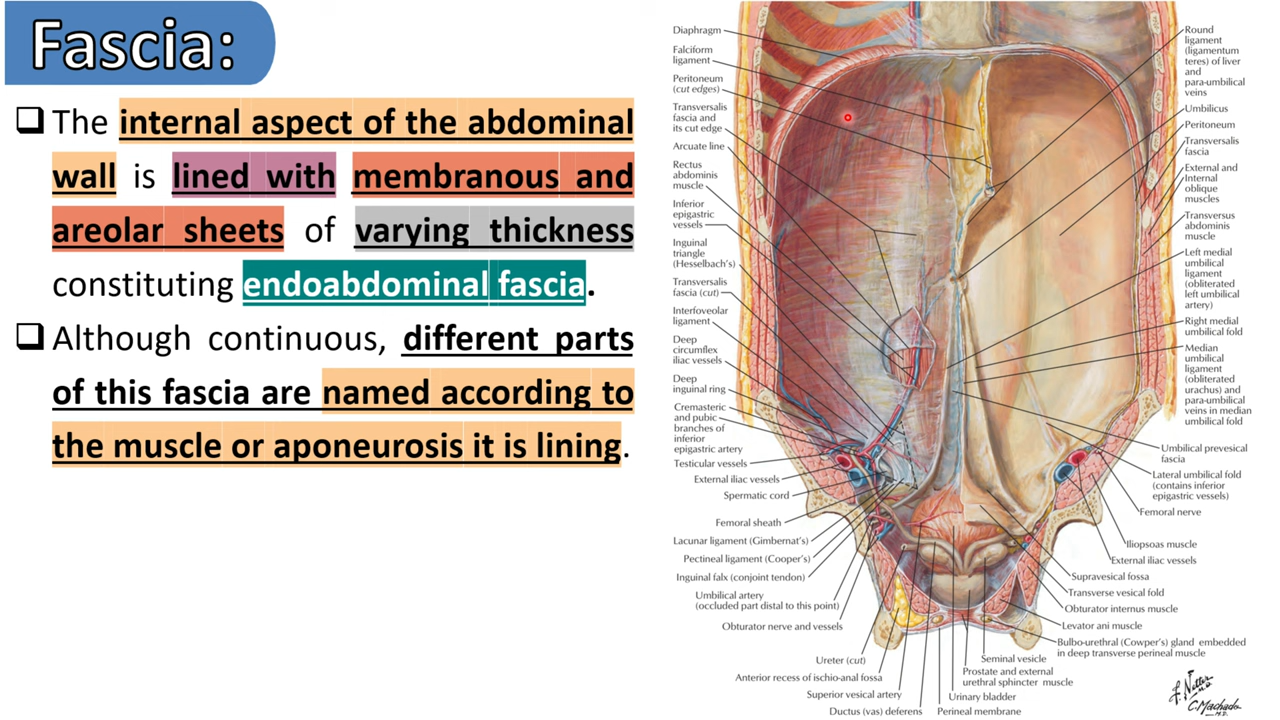 Fascia:
❑ The internal aspect of the abdominal
wall is lined with membranous and
areolar sheets of varying thickness
constituting endoabdominal fascia.
❑ Although continuous, different parts
of this fascia are named according to
the muscle or aponeurosis it is lining.
Diaphragm
Falciform
ligament
Peritoneum
(cut edges)
Transversalis
fascia and
its cut edge
Arcuate line
Rectus
abdominis
muscle
Inferior
epigastric
vessels
Inguinal
triangle
(Hesselbach's)
Transversalis
fascia (cut)
Interfoveolar
ligament
Deep
circumflex
iliac vessels
Deep
inguinal ring
Cremasteric
and pubic
branches of
inferior
epigastric artery
Testicular vessels
External iliac vessels
Spermatic cord
Femoral sheath
Lacunar ligament (Gimbernat's)
Pectineal ligament (Cooper's)
Inguinal falx (conjoint tendon)
Umbilical artery
(occluded part distal to this point)
Obturator nerve and vessels
Ureter (cut)
Anterior recess of ischio-anal fossa
Superior vesical artery
Ductus (vas) deferens
Round
ligament
(ligamentum
teres) of liver
and
para-umbilical
veins
Umbilicus
Peritoneum
Transversalis
fascia
External and
Internal
oblique
muscles
Transversus
abdominis
muscle
Left medial
umbilical
ligament
(obliterated
left umbilical
artery)
Right medial
umbilical fold
Median
umbilical
ligament
(obliterated
urachus) and
para-umbilical
veins in median
umbilical fold
Umbilical prevesical
fascia
Lateral umbilical fold
(contains inferior
epigastric vessels)
Femoral nerve
Iliopsoas muscle
External iliac vessels
Supravesical fossa
Transverse vesical fold
Obturator internus muscle
Levator ani muscle
Bulbo-urethral (Cowper's) gland embedded
in deep transverse perineal muscle
Seminal vesicle
Prostate and external
urethral sphincter muscle
Urinary bladder
Perineal membrane
F. Netter
M.D.
C. Machado
M.D.